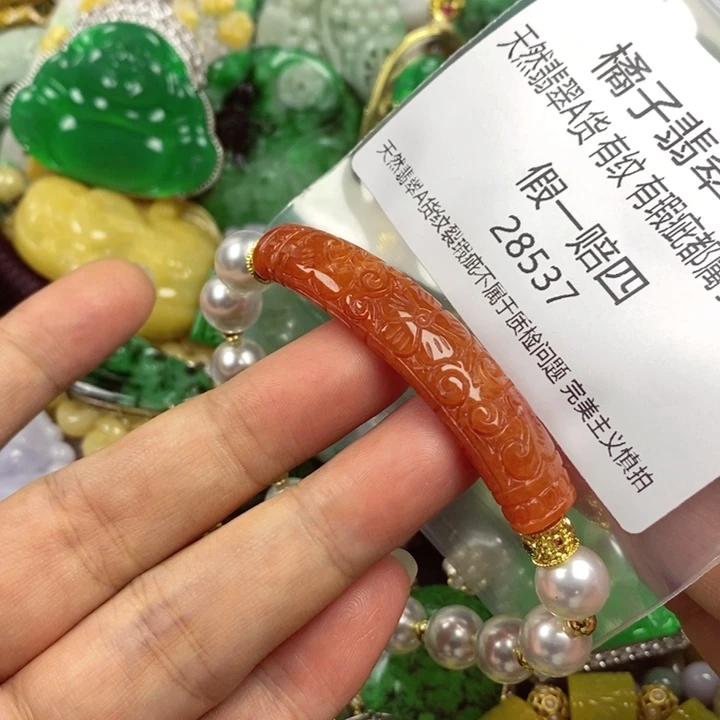 橘子翡翠
天然翡翠A货 有纹 有瑕疵都属
假一赔四
28537
天然翡翠A货纹裂瑕疵不属于质检问题 完美主义慎拍